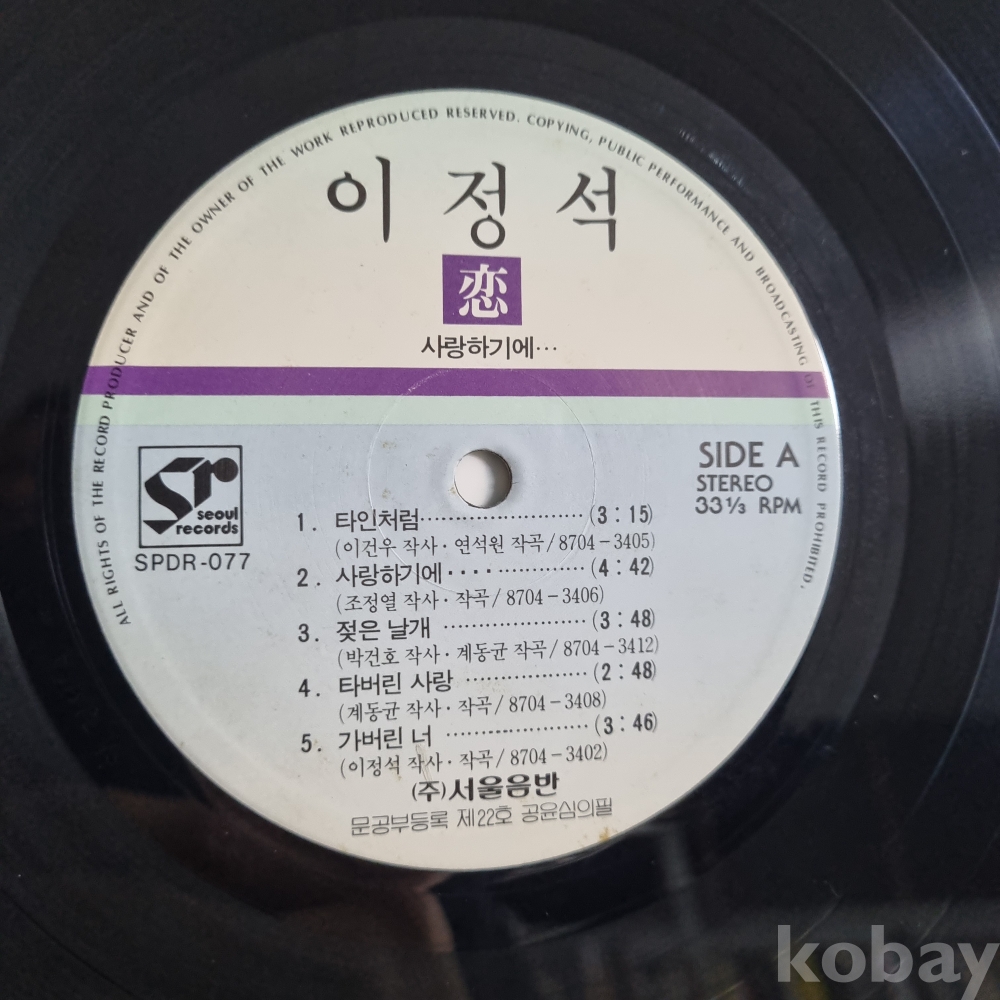 ALL RIGHTS OF THE RECORD PRODUCER AND OF THE OWNER OF THE WORK REPRODUCED RESERVED. COPYING, PUBLIC PERFORMANCE AND BROADCASTING OF THIS RECORD PROHIBITED.
이정석
恋
사랑하기에…
sr
seoul
records
SPDR-077
SIDE A
STEREO
33⅓ RPM
1. 타인처럼……………………(3:15)
(이건우 작사·연석원 작곡/8704-3405)
2. 사랑하기에……………………(4:42)
(조정열 작사·작곡/8704-3406)
3. 젖은 날개 …………………(3:48)
(박건호 작사·계동균 작곡/8704-3412)
4. 타버린 사랑 ………………(2:48)
(계동균 작사·작곡/8704-3408)
5. 가버린 너 …………………(3:46)
(이정석 작사·작곡/8704-3402)
(주)서울음반
문공부등록 제22호 공윤심의필
kobay